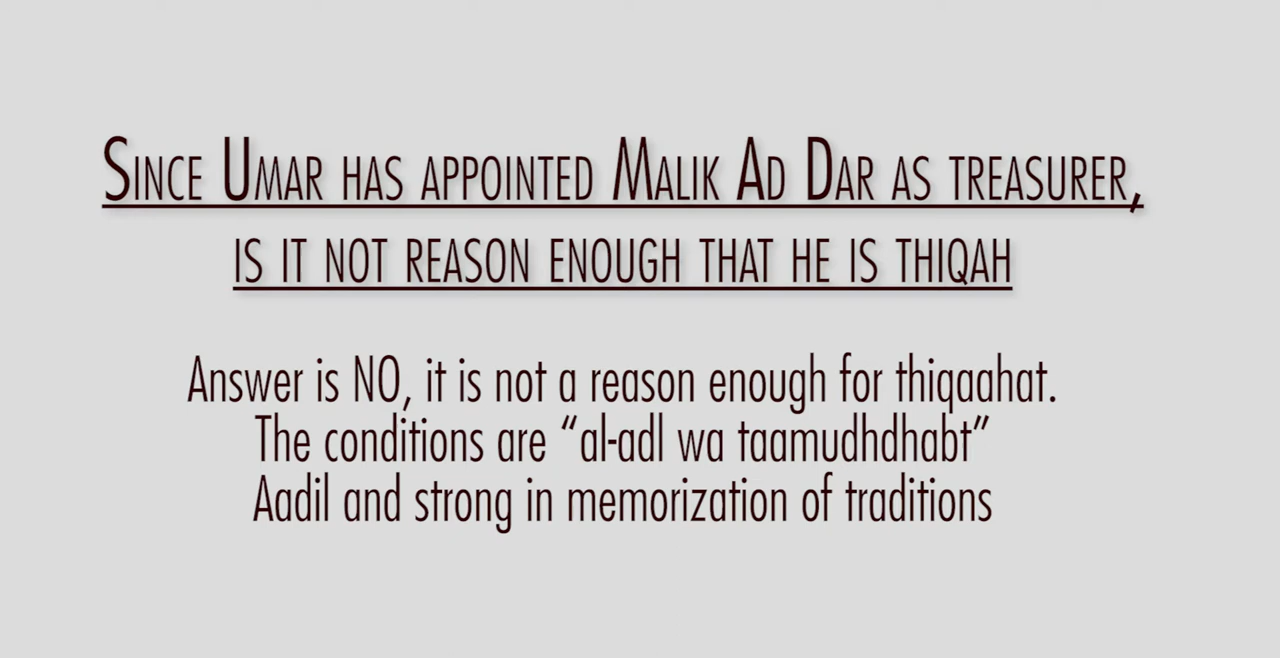 Since Umar has appointed Malik Ad Dar as treasurer,
is it not reason enough that he is thiqah
Answer is NO, it is not a reason enough for thiqaahat.
The conditions are “al-adl wa taamudhdhabt”
Aadil and strong in memorization of traditions